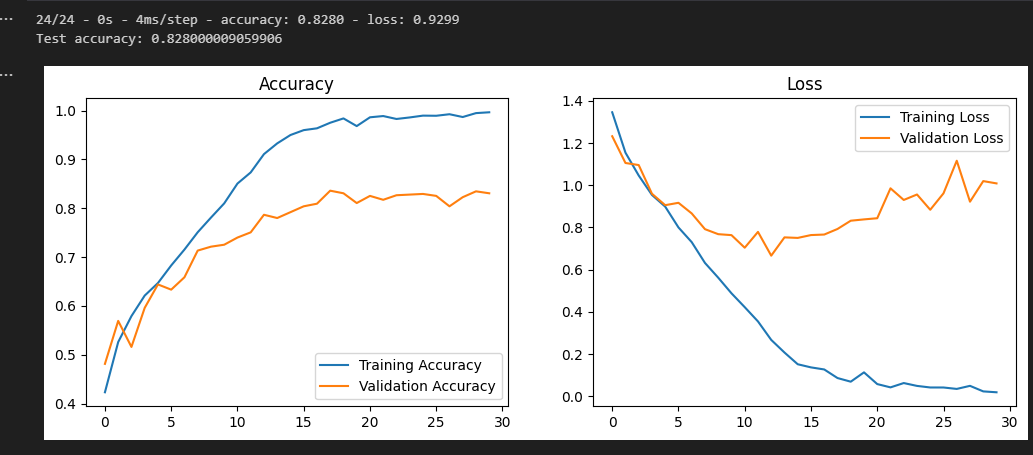 24/24 - 0s - 4ms/step - accuracy: 0.8280 - loss: 0.9299
Test accuracy: 0.828000009059906
Accuracy
1.0
0.9
0.8
0.7
0.6
0.5
0.4
0 5 10 15 20 25 30
Training Accuracy
Validation Accuracy
Loss
1.4
1.2
1.0
0.8
0.6
0.4
0.2
0.0
0 5 10 15 20 25 30
Training Loss
Validation Loss